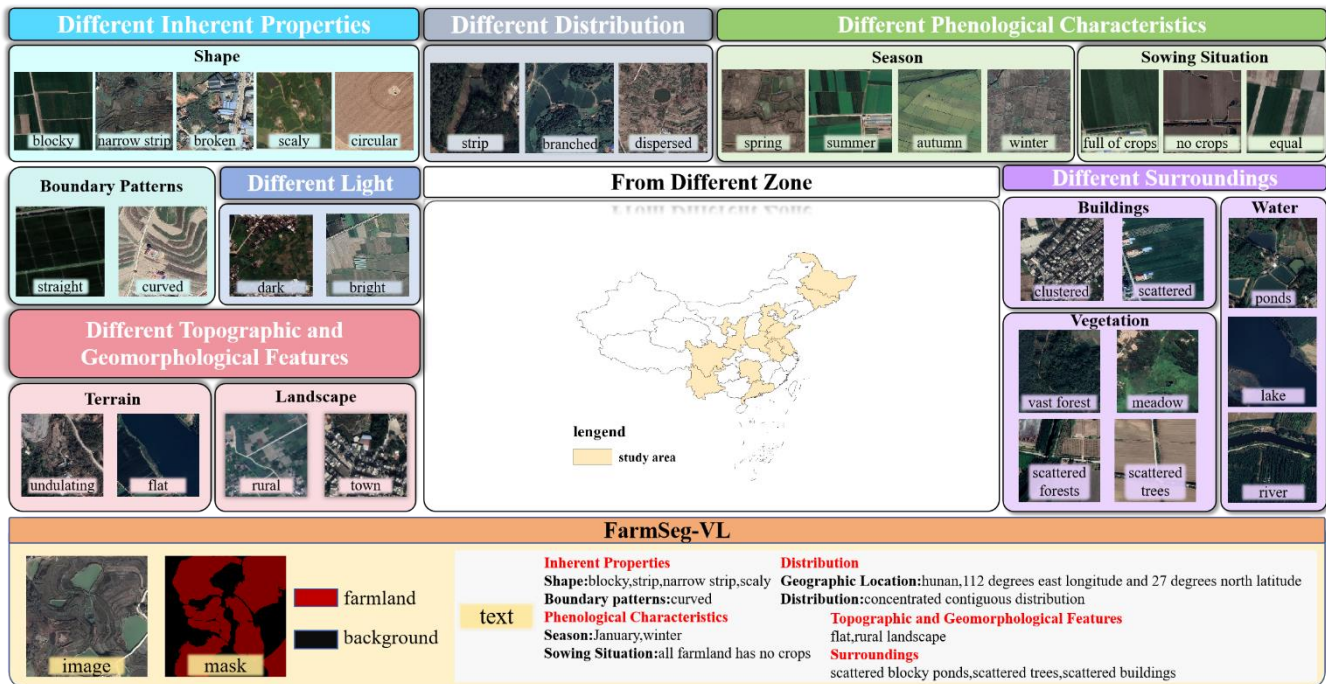 Different Inherent Properties
Shape
blocky
narrow strip
broken
scaly
circular
Different Distribution
strip
branched
dispersed
Different Phenological Characteristics
Season
spring
summer
autumn
winter
Sowing Situation
full of crops
no crops
equal
Boundary Patterns
straight
curved
Different Light
dark
bright
From Different Zone
lengend
study area
Different Surroundings
Buildings
clustered
scattered
Water
ponds
lake
river
Vegetation
vast forest
meadow
scattered
forests
scattered
trees
Different Topographic and
Geomorphological Features
Terrain
undulating
flat
Landscape
rural
town
FarmSeg-VL
image
mask
farmland
background
text
Inherent Properties
Shape:blocky,strip,narrow strip,scaly
Boundary patterns:curved
Phenological Characteristics
Season:January,winter
Sowing Situation:all farmland has no crops
Distribution
Geographic Location:hunan,112 degrees east longitude and 27 degrees north latitude
Distribution:concentrated contiguous distribution
Topographic and Geomorphological Features
flat,rural landscape
Surroundings
scattered blocky ponds,scattered trees,scattered buildings